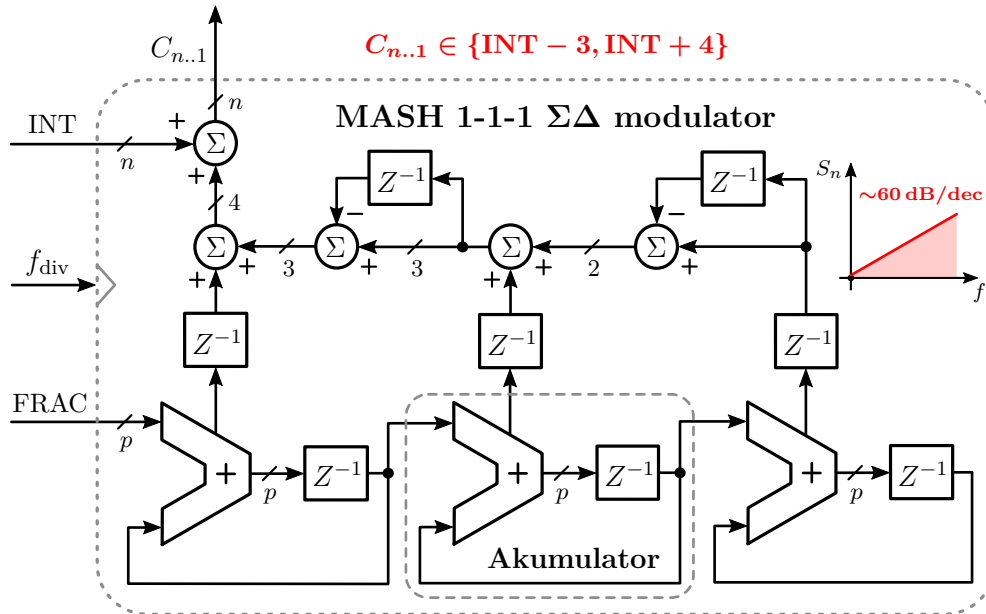 C_{n..1}
C_{n..1} ∈ {INT − 3, INT + 4}
n
INT
+
Σ
MASH 1-1-1 ΣΔ modulator
n
+
Z^{-1}
Z^{-1}
S_n
~60 dB/dec
4
−
−
f_div
Σ
+
3
Σ
+
3
Σ
+
2
Σ
+
+
+
f
Z^{-1}
Z^{-1}
Z^{-1}
FRAC
p
+
p
Z^{-1}
+
p
Z^{-1}
+
p
Z^{-1}
Akumulator